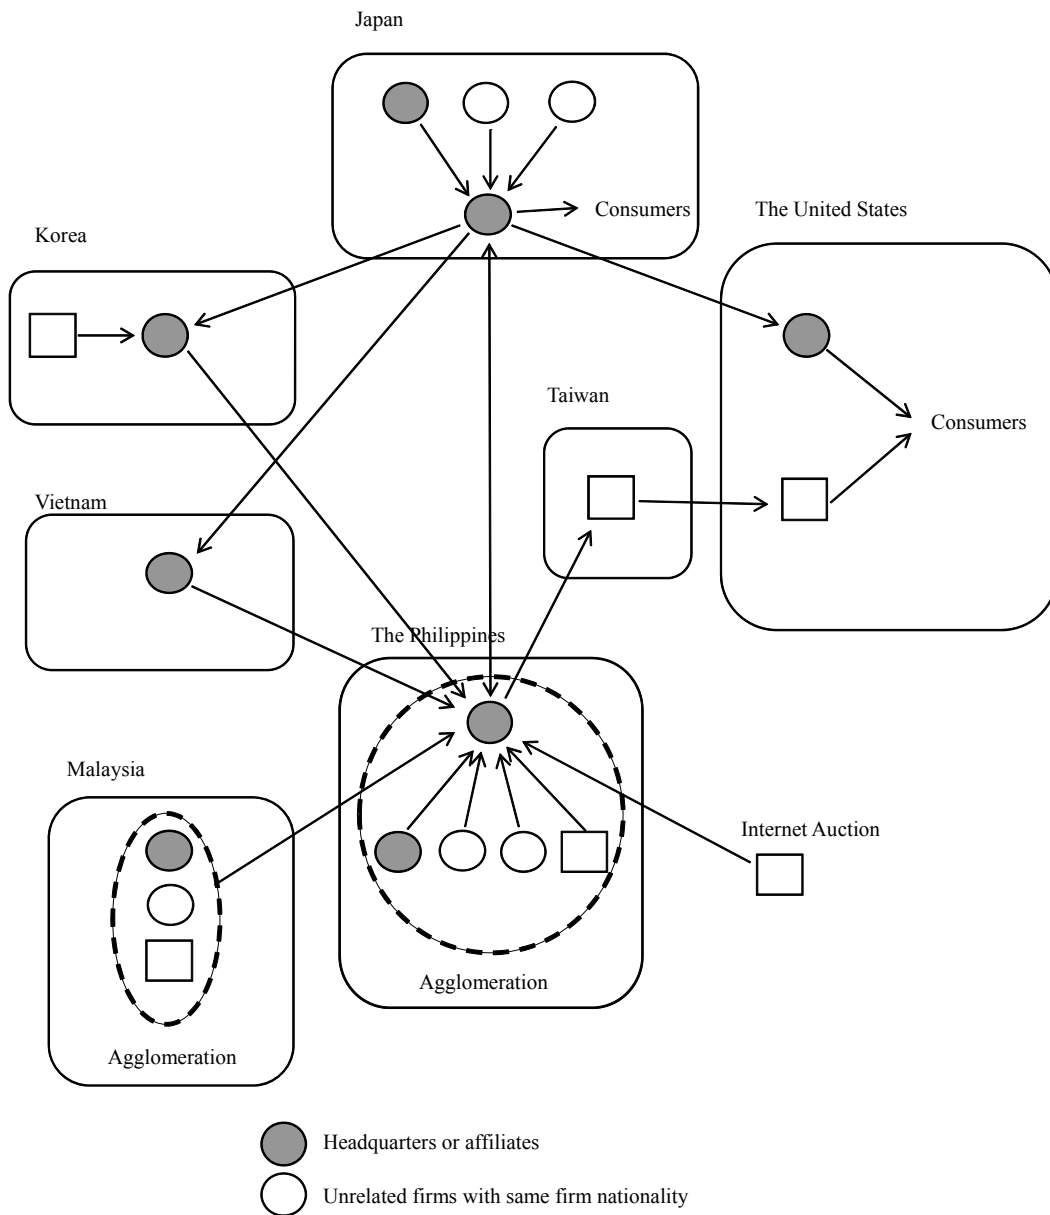 Japan
Consumers
The United States
Korea
Taiwan
Consumers
Vietnam
The Philippines
Malaysia
Internet Auction
Agglomeration
Agglomeration
Headquarters or affiliates
Unrelated firms with same firm nationality